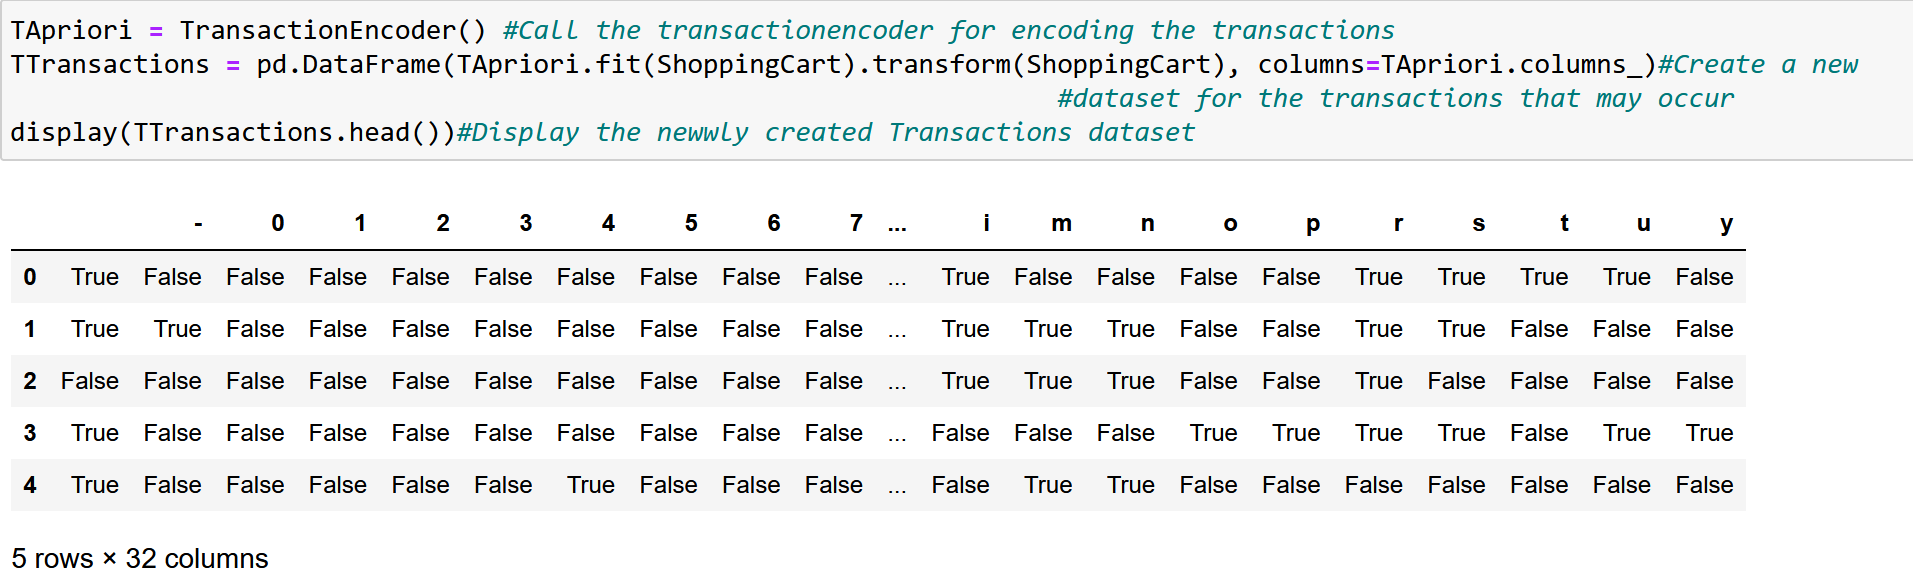 TApriori = TransactionEncoder() #Call the transactionencoder for encoding the transactions
TTransactions = pd.DataFrame(TApriori.fit(ShoppingCart).transform(ShoppingCart), columns=TApriori.columns_)#Create a new
#dataset for the transactions that may occur
display(TTransactions.head())#Display the newwly created Transactions dataset
- 0 1 2 3 4 5 6 7 ... i m n o p r s t u y
0 True False False False False False False False False False ... True False False False False True True True True False
1 True True False False False False False False False False ... True True True False False True True False False False
2 False False False False False False False False False False ... True True True False False True False False False False
3 True False False False False False False False False False ... False False False True True True True False True True
4 True False False False False False True False False False ... False True True False False False False False False False
5 rows × 32 columns